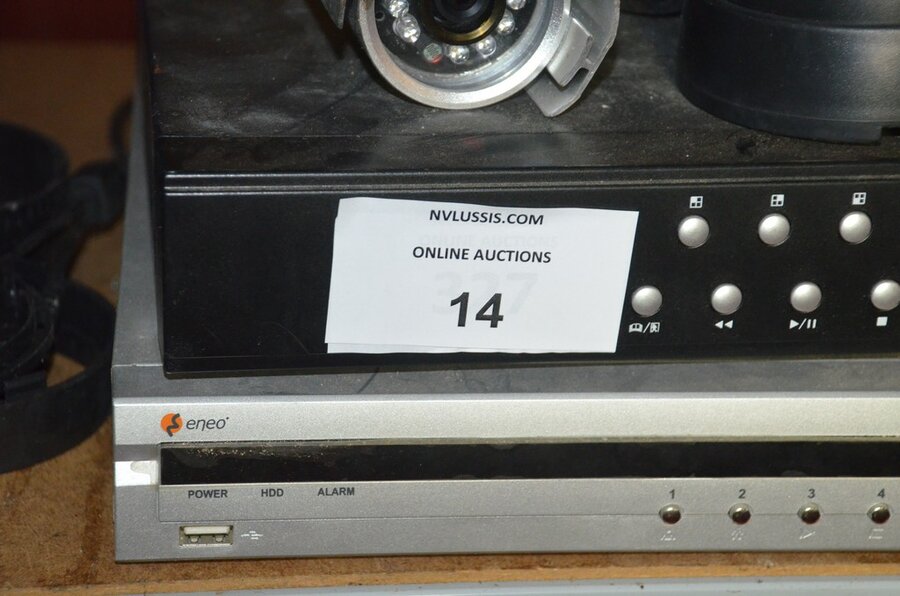 NVLUSSIS.COM
ONLINE AUCTIONS
14
eneo
POWER HDD ALARM
1 2 3 4